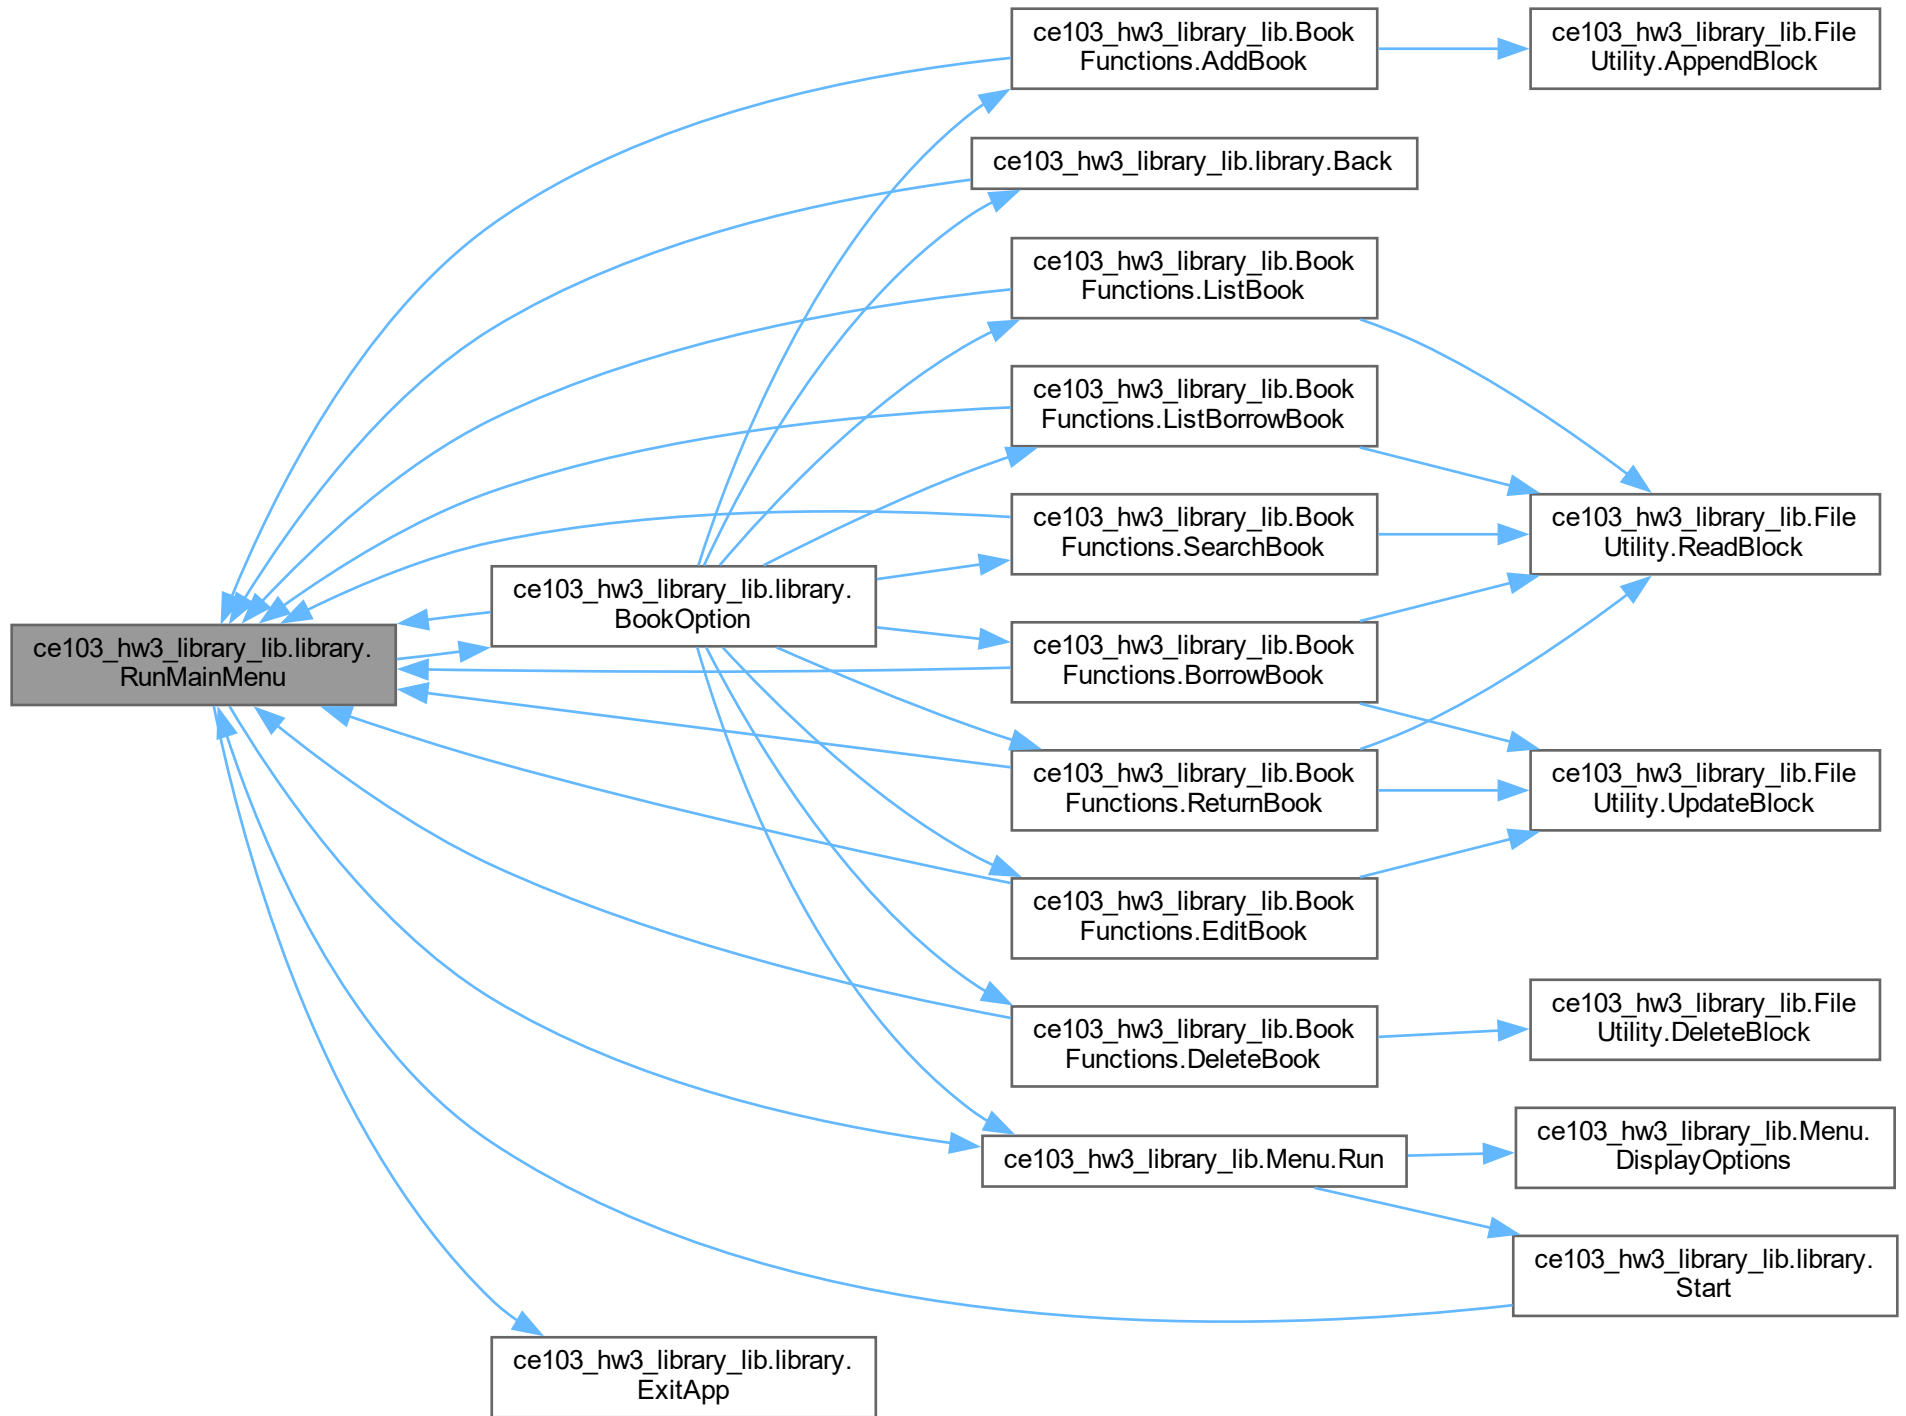 ce103_hw3_library_lib.library.
RunMainMenu
ce103_hw3_library_lib.library.
BookOption
ce103_hw3_library_lib.library.
ExitApp
ce103_hw3_library_lib.Book
Functions.AddBook
ce103_hw3_library_lib.library.Back
ce103_hw3_library_lib.Book
Functions.ListBook
ce103_hw3_library_lib.Book
Functions.ListBorrowBook
ce103_hw3_library_lib.Book
Functions.SearchBook
ce103_hw3_library_lib.Book
Functions.BorrowBook
ce103_hw3_library_lib.Book
Functions.ReturnBook
ce103_hw3_library_lib.Book
Functions.EditBook
ce103_hw3_library_lib.Book
Functions.DeleteBook
ce103_hw3_library_lib.Menu.Run
ce103_hw3_library_lib.File
Utility.AppendBlock
ce103_hw3_library_lib.File
Utility.ReadBlock
ce103_hw3_library_lib.File
Utility.UpdateBlock
ce103_hw3_library_lib.File
Utility.DeleteBlock
ce103_hw3_library_lib.Menu.
DisplayOptions
ce103_hw3_library_lib.library.
Start